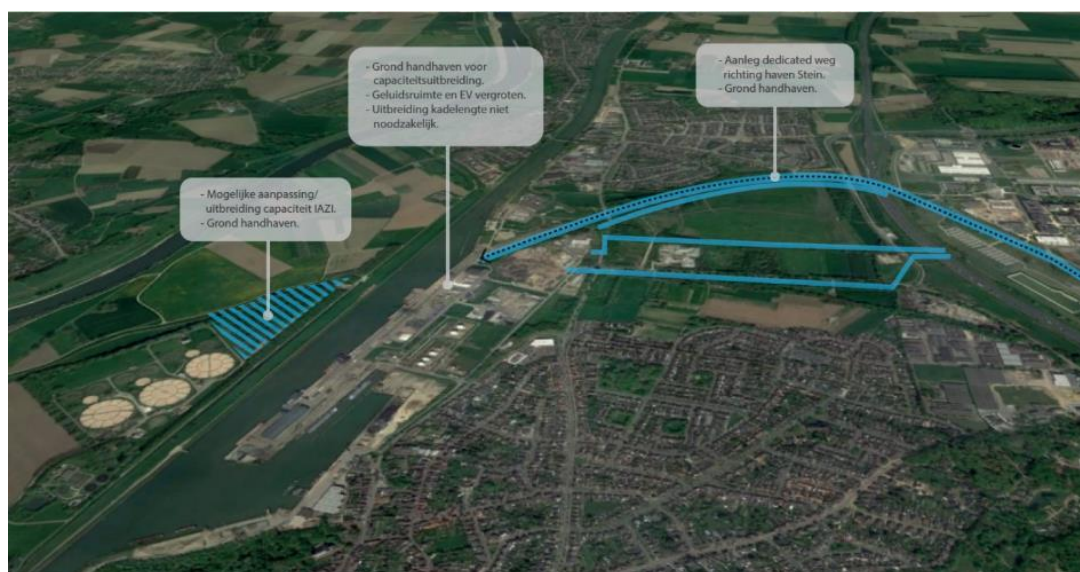 - Mogelijke aanpassing/
uitbreiding capaciteit IAZI.
- Grond handhaven.
- Grond handhaven voor
capaciteitsuitbreiding.
- Geluidsruimte en EV vergroten.
- Uitbreiding kadelengte niet
noodzakelijk.
- Aanleg dedicated weg
richting haven Stein.
- Grond handhaven.